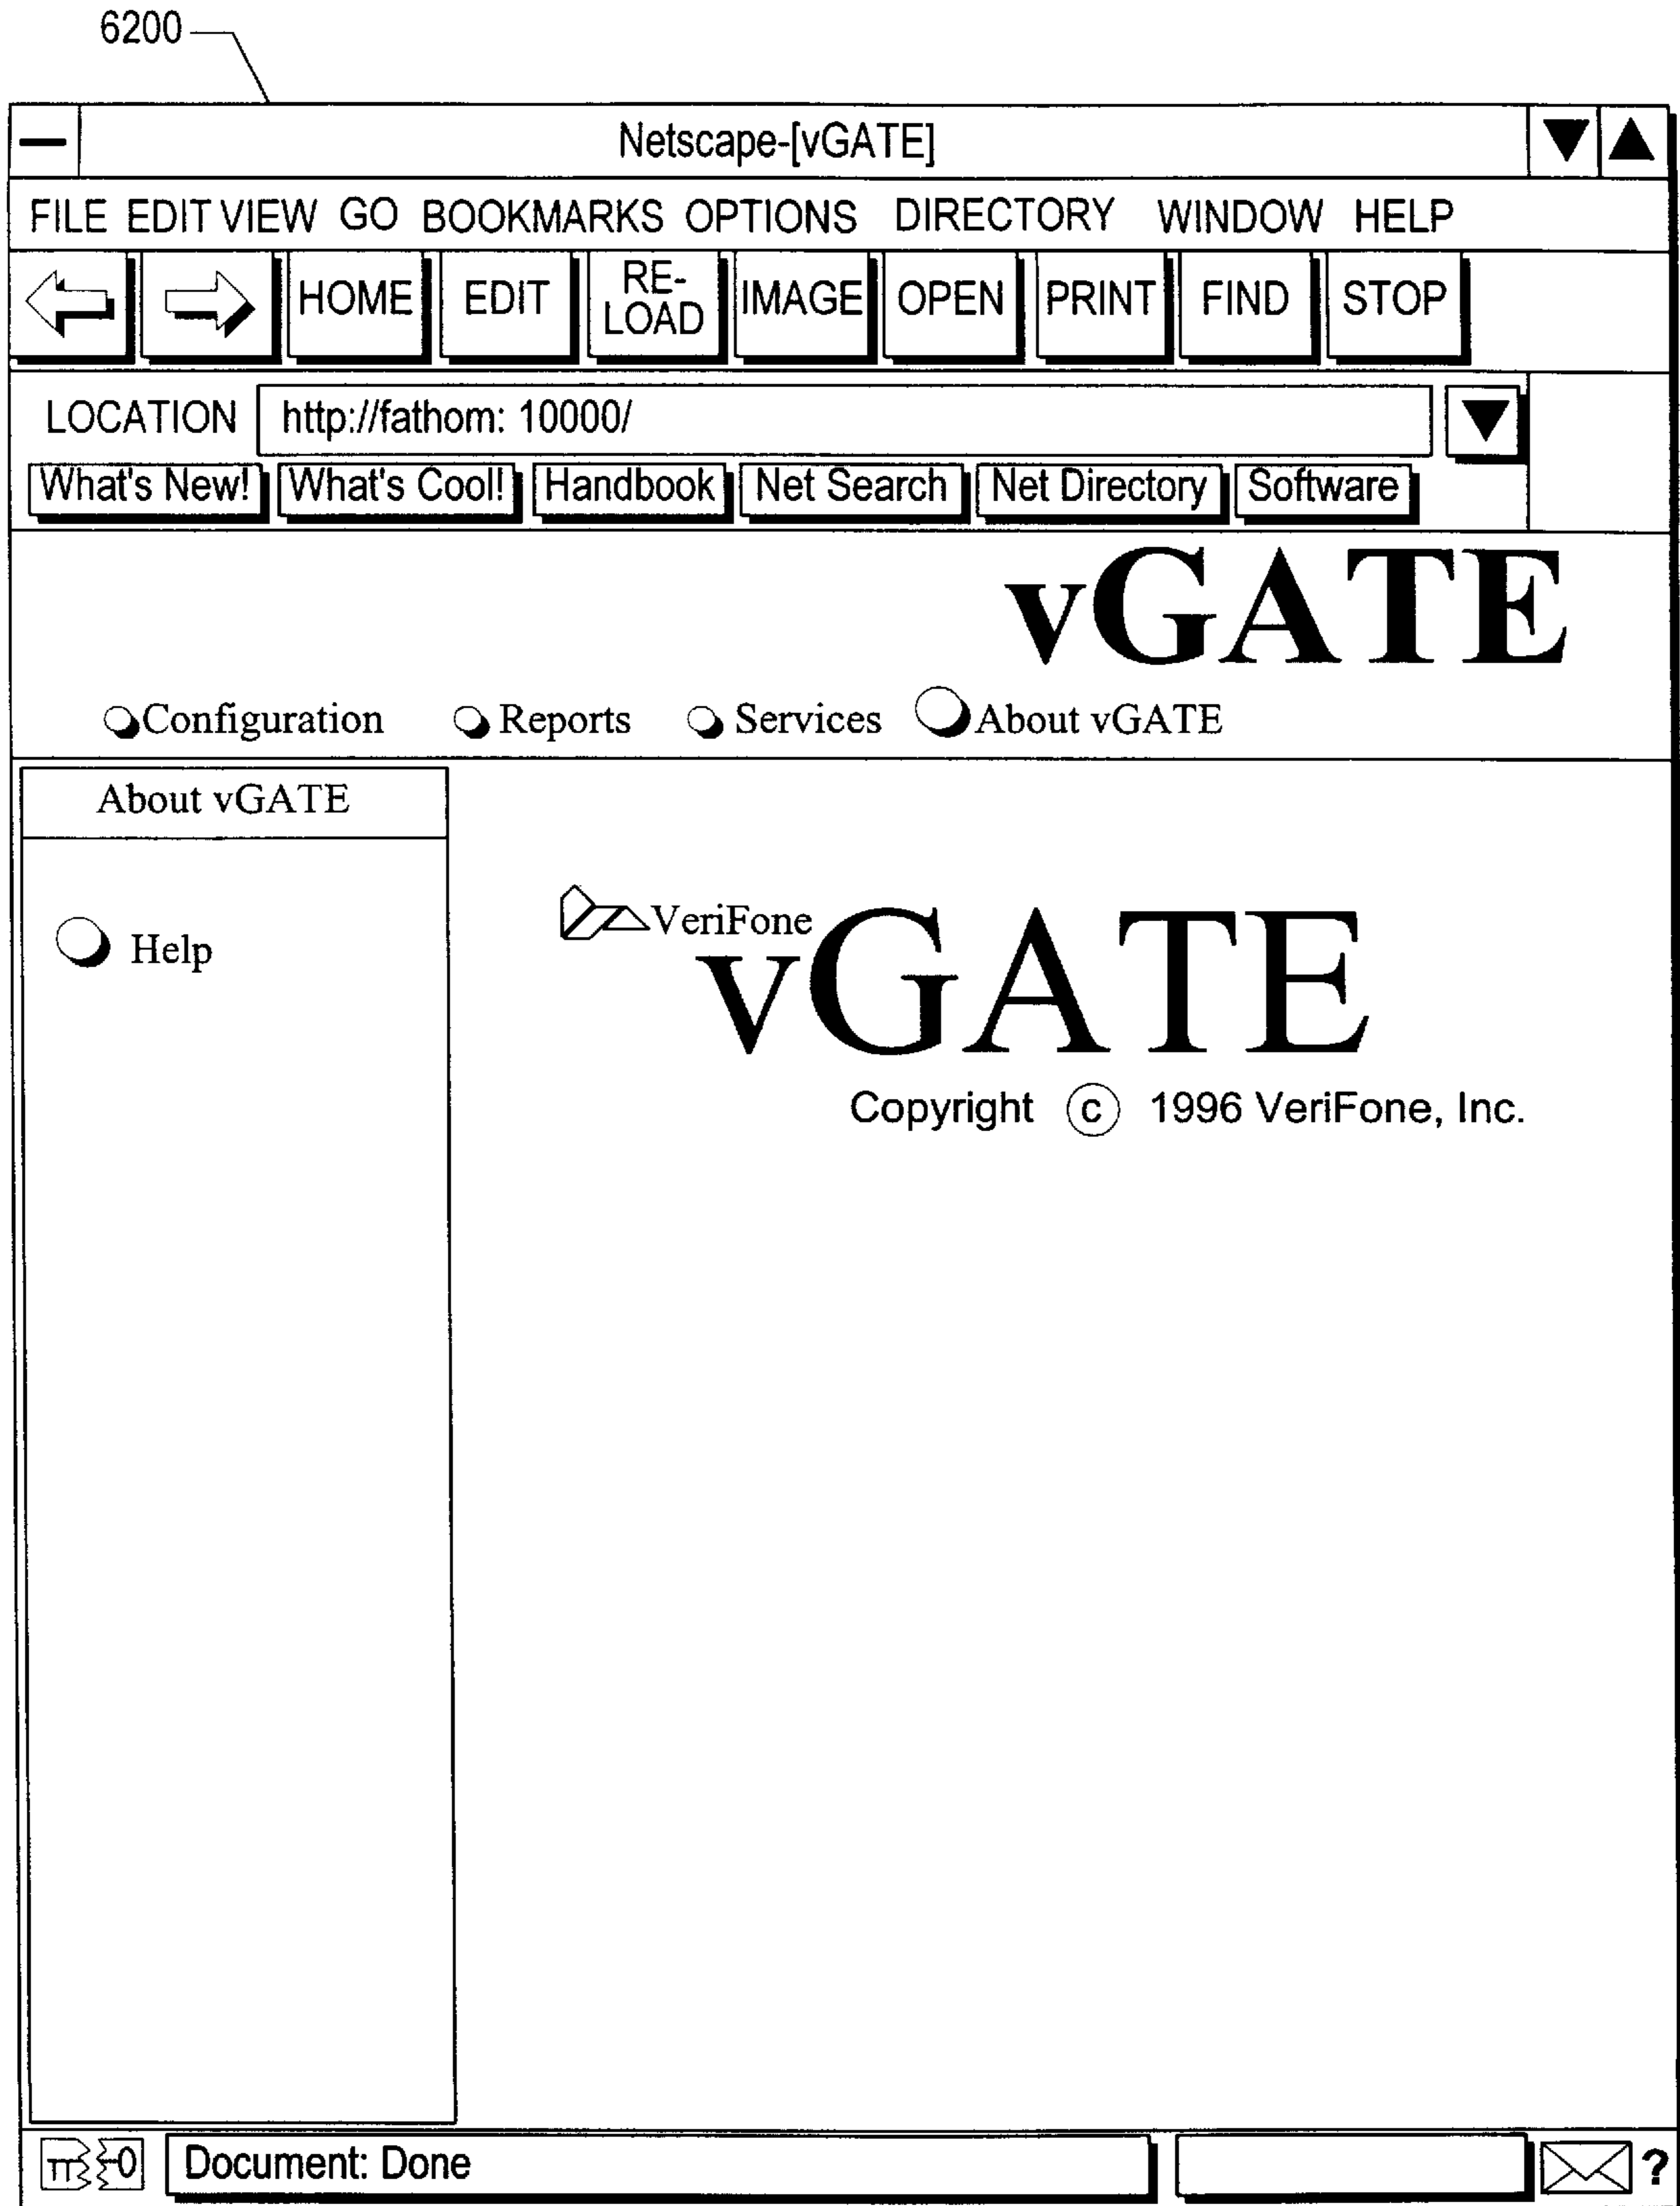 6200
Netscape-[vGATE]
FILE EDIT VIEW GO BOOKMARKS OPTIONS DIRECTORY WINDOW HELP
HOME EDIT RE-LOAD IMAGE OPEN PRINT FIND STOP
LOCATION http://fathom: 10000/
What's New! What's Cool! Handbook Net Search Net Directory Software
vGATE
Configuration Reports Services About vGATE
About vGATE
Help
VeriFone
vGATE
Copyright © 1996 VeriFone, Inc.
Document: Done ?